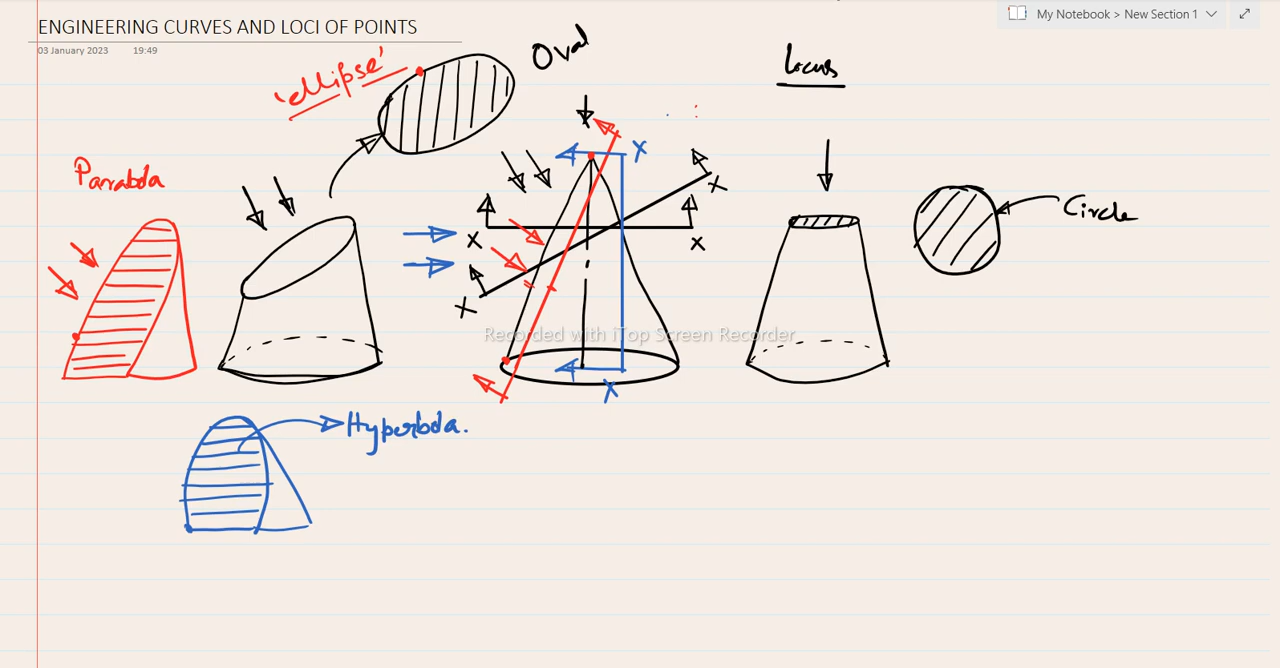 My Notebook > New Section 1
ENGINEERING CURVES AND LOCI OF POINTS
03 January 2023 19:49
'ellipse'
Oval
Locus
Parabola
X
X
X
X
X
Circle
Recorded with iTop Screen Recorder
X
Hyperbola.